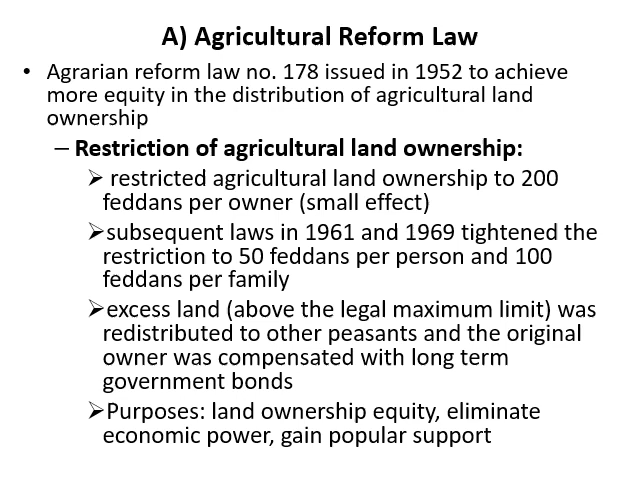 A) Agricultural Reform Law
• Agrarian reform law no. 178 issued in 1952 to achieve
more equity in the distribution of agricultural land
ownership
– Restriction of agricultural land ownership:
➢ restricted agricultural land ownership to 200
feddans per owner (small effect)
➢subsequent laws in 1961 and 1969 tightened the
restriction to 50 feddans per person and 100
feddans per family
➢excess land (above the legal maximum limit) was
redistributed to other peasants and the original
owner was compensated with long term
government bonds
➢Purposes: land ownership equity, eliminate
economic power, gain popular support